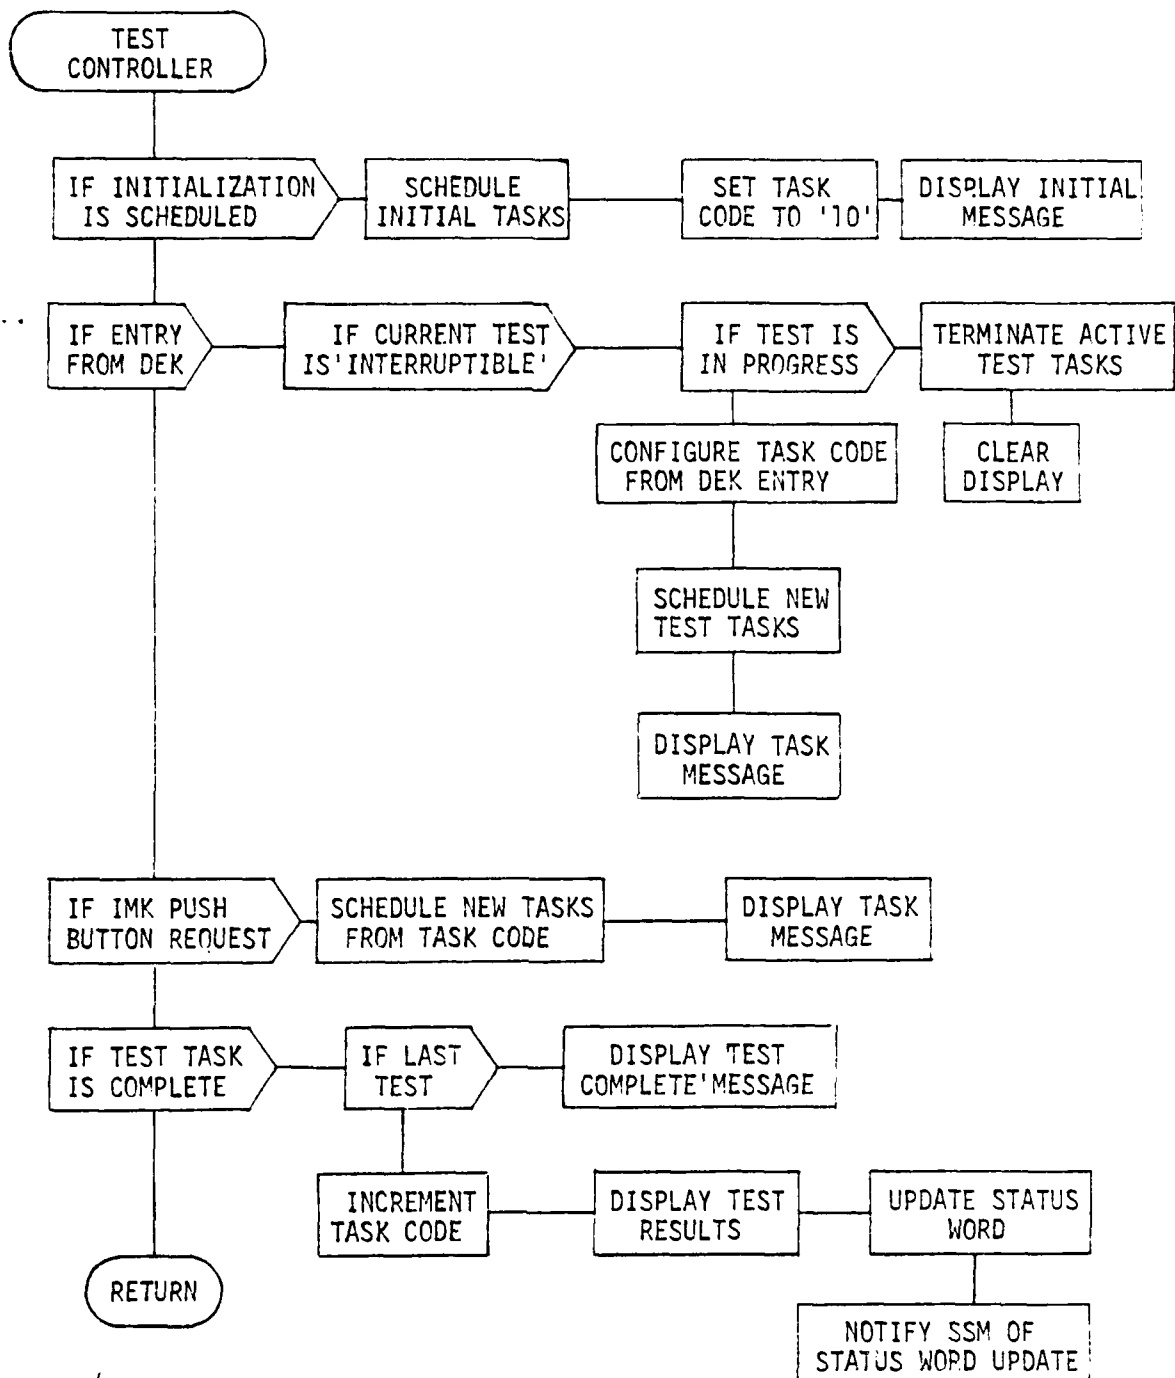 TEST
CONTROLLER
IF INITIALIZATION
IS SCHEDULED
SCHEDULE
INITIAL TASKS
SET TASK
CODE TO '10'
DISPLAY INITIAL
MESSAGE
IF ENTRY
FROM DEK
IF CURRENT TEST
IS'INTERRUPTIBLE'
IF TEST IS
IN PROGRESS
TERMINATE ACTIVE
TEST TASKS
CONFIGURE TASK CODE
FROM DEK ENTRY
CLEAR
DISPLAY
SCHEDULE NEW
TEST TASKS
DISPLAY TASK
MESSAGE
IF IMK PUSH
BUTTON REQUEST
SCHEDULE NEW TASKS
FROM TASK CODE
DISPLAY TASK
MESSAGE
IF TEST TASK
IS COMPLETE
IF LAST
TEST
DISPLAY 'TEST
COMPLETE'MESSAGE
INCREMENT
TASK CODE
DISPLAY TEST
RESULTS
UPDATE STATUS
WORD
RETURN
NOTIFY SSM OF
STATUS WORD UPDATE